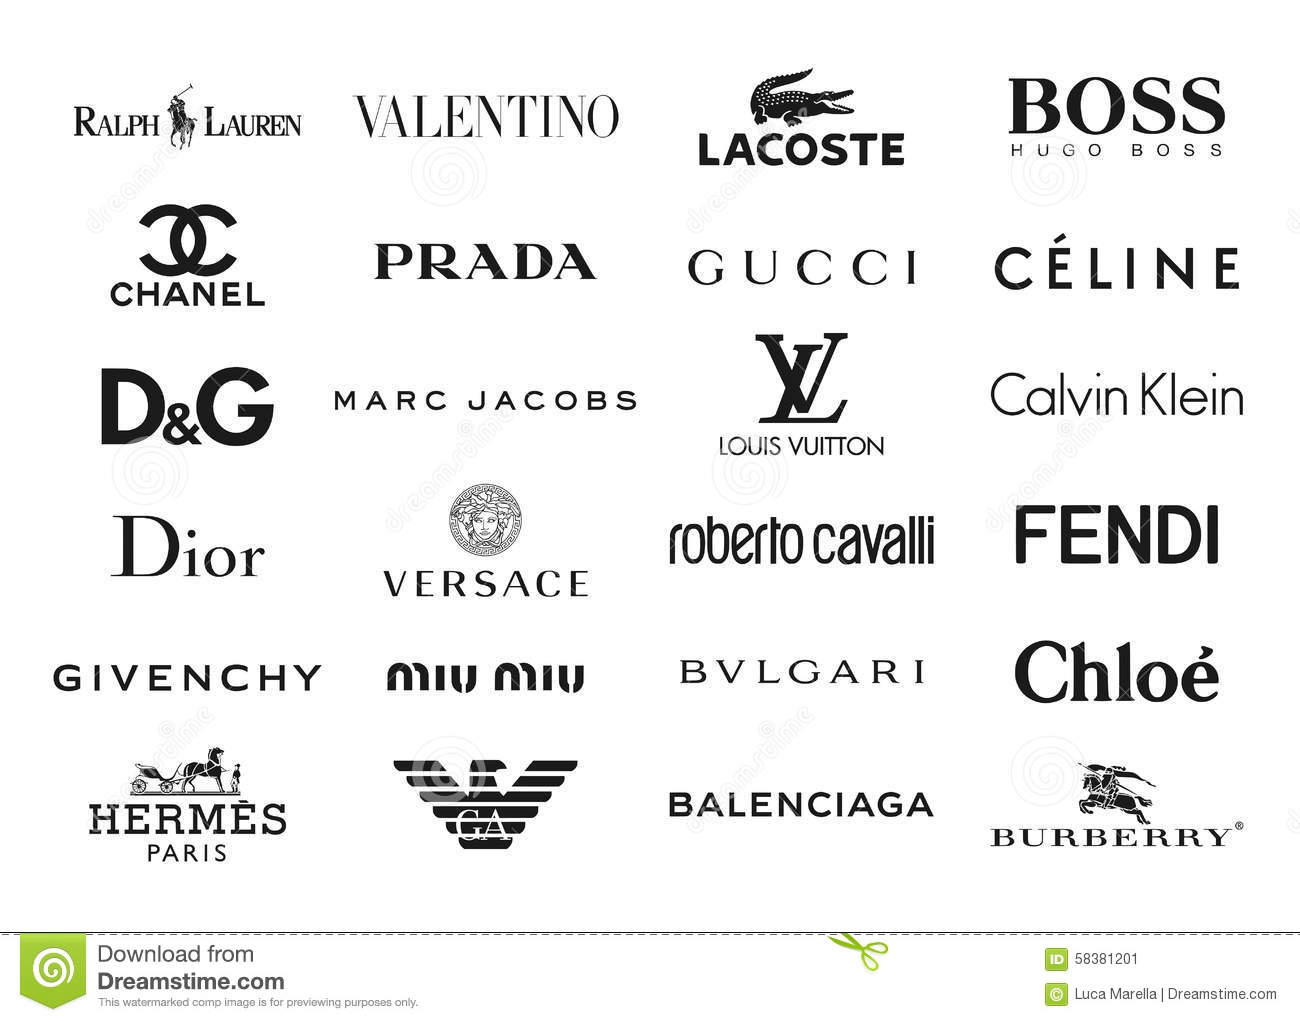 RALPH LAUREN
VALENTINO
LACOSTE
BOSS
HUGO BOSS
CHANEL
PRADA
GUCCI
CÉLINE
D&G
MARC JACOBS
LV
LOUIS VUITTON
Calvin Klein
Dior
VERSACE
roberto cavalli
FENDI
GIVENCHY
miu miu
BVLGARI
Chloé
HERMÈS
PARIS
GA
BALENCIAGA
BURBERRY®
Download from
Dreamstime.com
This watermarked comp image is for previewing purposes only.
ID 58381201
© Luca Marella | Dreamstime.com